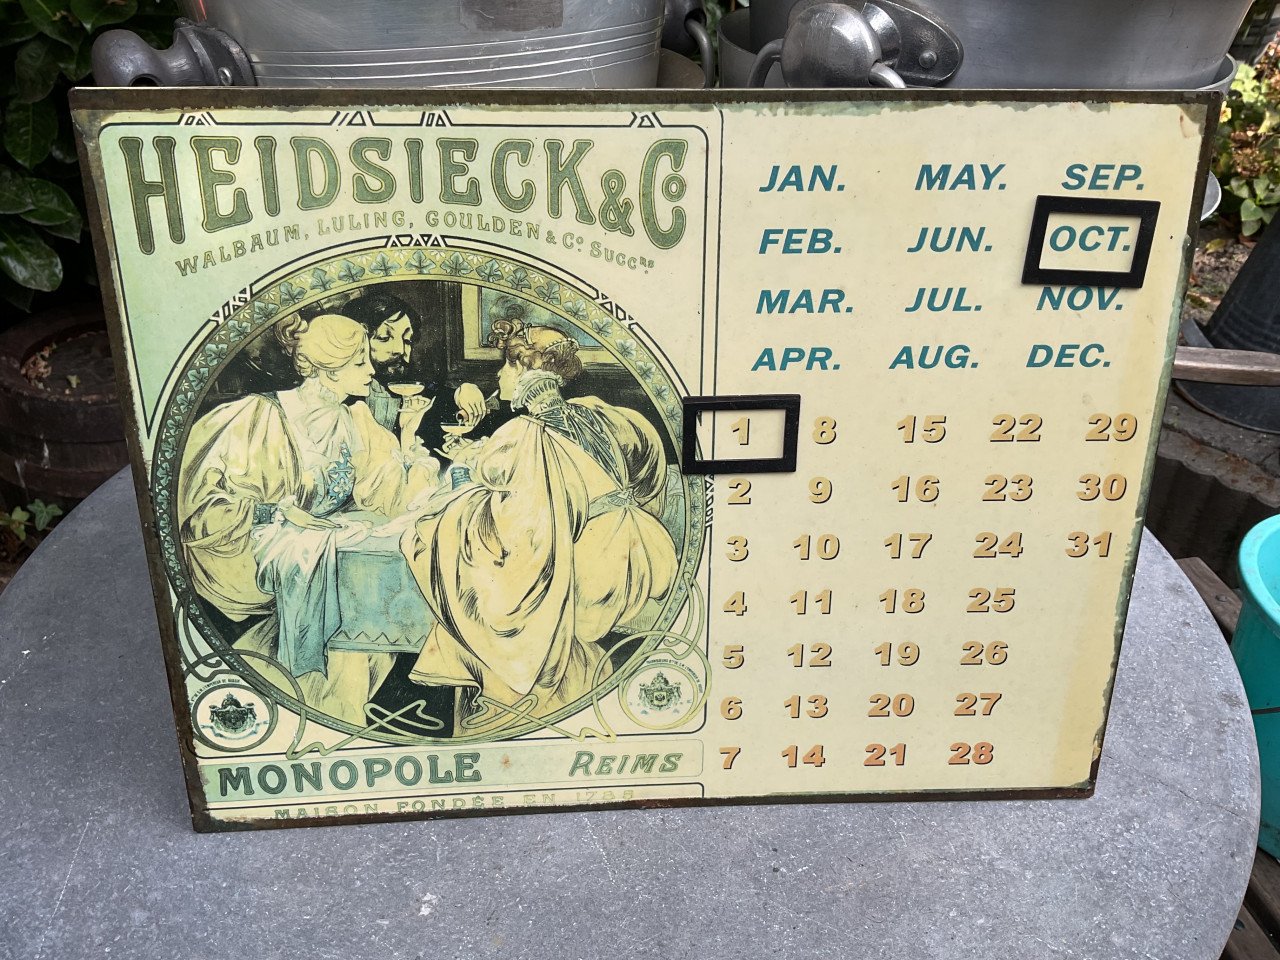 HEIDSIECK & Cº
WALBAUM, LULING, GOULDEN & Cº SUCCRS
MONOPOLE REIMS
MAISON FONDÉE EN 1785
JAN. MAY. SEP.
FEB. JUN. OCT.
MAR. JUL. NOV.
APR. AUG. DEC.
1 8 15 22 29
2 9 16 23 30
3 10 17 24 31
4 11 18 25
5 12 19 26
6 13 20 27
7 14 21 28